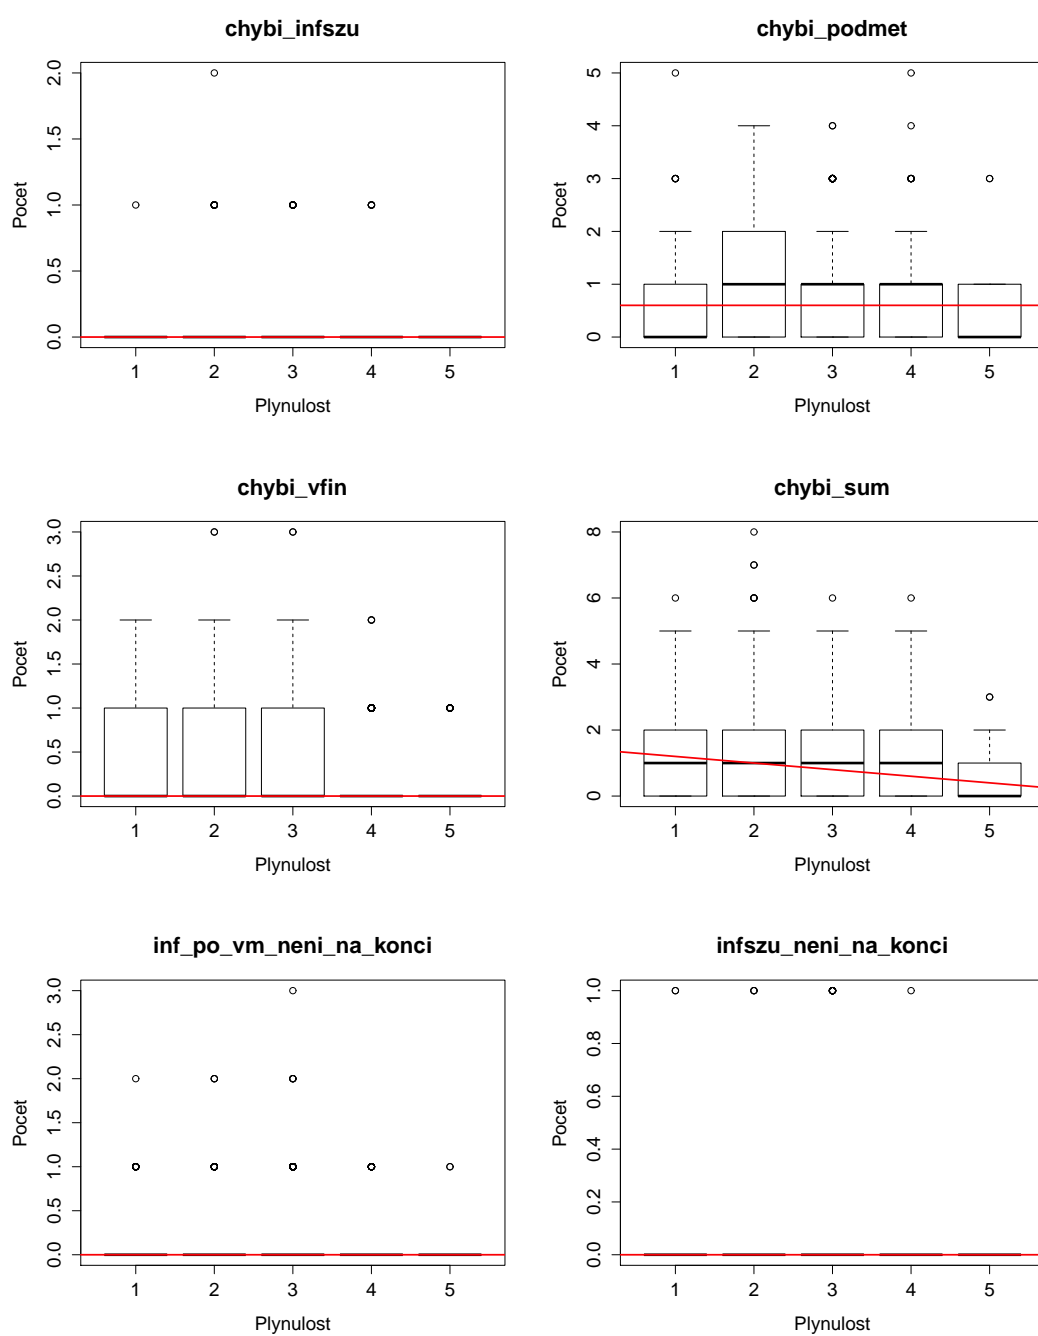 chybi_infszu
Pocet
2.0
1.5
1.0
0.5
0.0
1 2 3 4 5
Plynulost
chybi_podmet
Pocet
5
4
3
2
1
0
1 2 3 4 5
Plynulost
chybi_vfin
Pocet
3.0
2.5
2.0
1.5
1.0
0.5
0.0
1 2 3 4 5
Plynulost
chybi_sum
Pocet
8
6
4
2
0
1 2 3 4 5
Plynulost
inf_po_vm_neni_na_konci
Pocet
3.0
2.5
2.0
1.5
1.0
0.5
0.0
1 2 3 4 5
Plynulost
infszu_neni_na_konci
Pocet
1.0
0.8
0.6
0.4
0.2
0.0
1 2 3 4 5
Plynulost